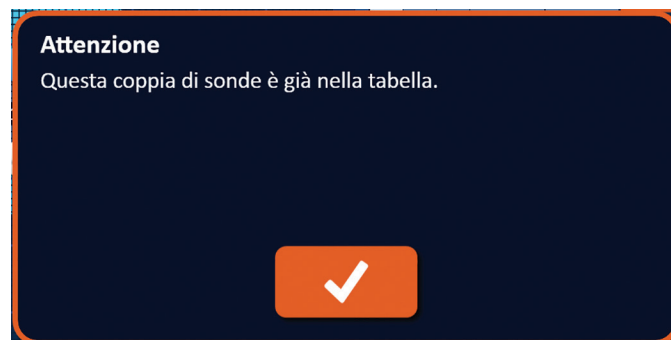 Attenzione
Questa coppia di sonde è già nella tabella.